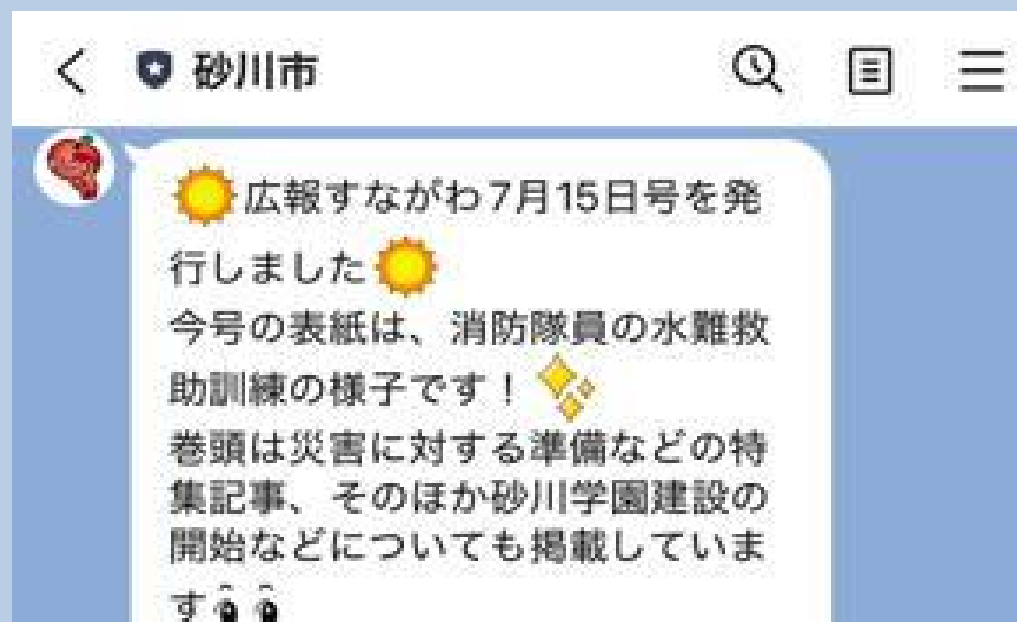 砂川市
広報すながわ7月15日号を発
行しました
今号の表紙は、消防隊員の水難救
助訓練の様子です！
巻頭は災害に対する準備などの特
集記事、そのほか砂川学園建設の
開始などについても掲載していま
す